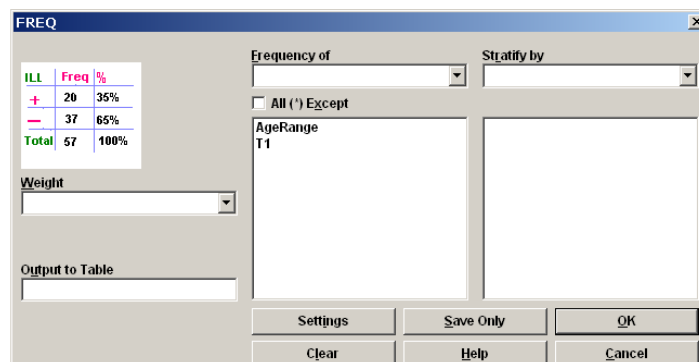 FREQ
Frequency of
Stratify by
ILL Freq %
+ 20 35%
— 37 65%
Total 57 100%
All (*) Except
AgeRange
T1
Weight
Output to Table
Settings
Save Only
OK
Clear
Help
Cancel